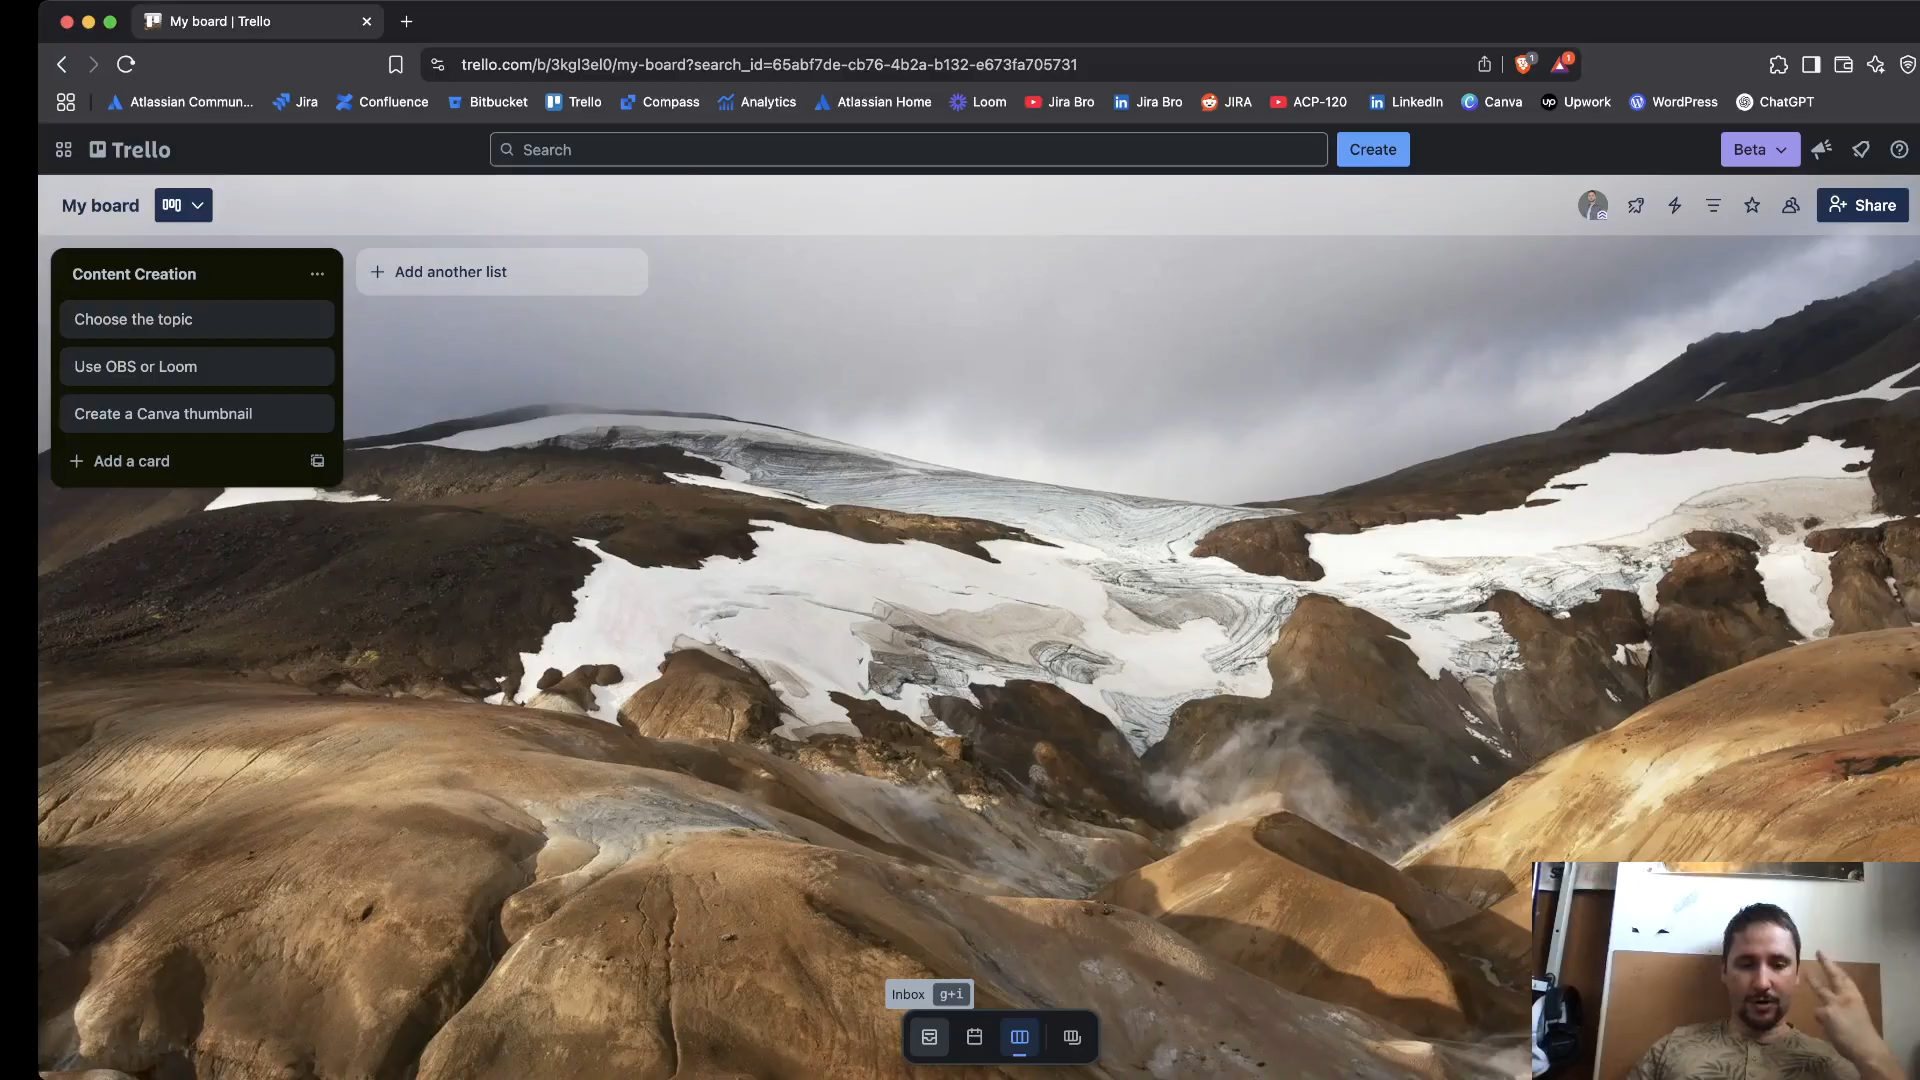 My board | Trello
trello.com/b/3kgl3el0/my-board?search_id=65abf7de-cb76-4b2a-b132-e673fa705731
1
1
Atlassian Commun... Jira Confluence Bitbucket Trello Compass Analytics Atlassian Home Loom Jira Bro Jira Bro JIRA ACP-120 LinkedIn Canva Upwork WordPress ChatGPT
Trello
Search
Create
Beta
My board
Share
Content Creation
Add another list
Choose the topic
Use OBS or Loom
Create a Canva thumbnail
Add a card
Inbox g+i